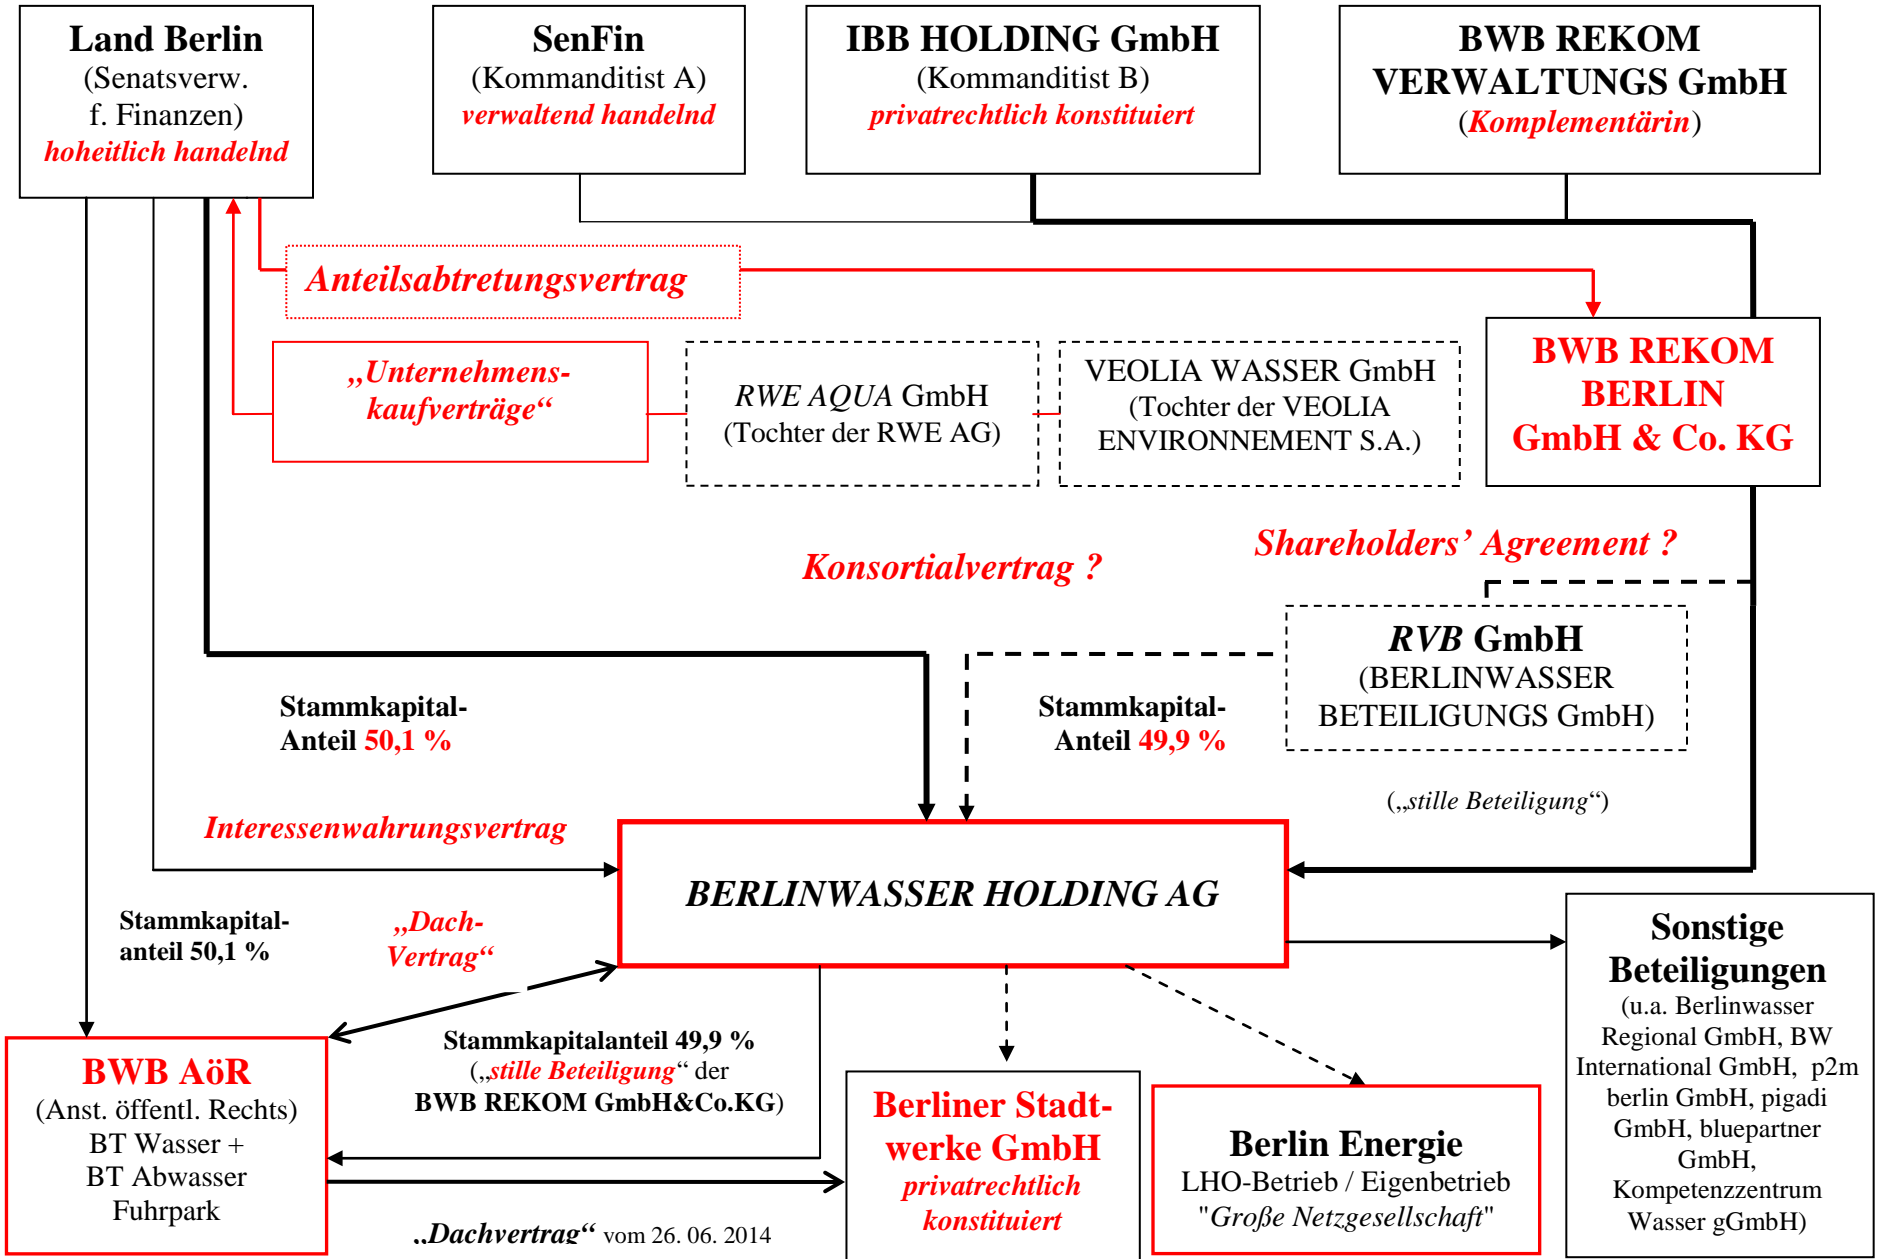 Land Berlin
(Senatsverw.
f. Finanzen)
hoheitlich handelnd
SenFin
(Kommanditist A)
verwaltend handelnd
IBB HOLDING GmbH
(Kommanditist B)
privatrechtlich konstituiert
BWB REKOM
VERWALTUNGS GmbH
(Komplementärin)
Anteilsabtretungsvertrag
„Unternehmens-
kaufverträge“
RWE AQUA GmbH
(Tochter der RWE AG)
VEOLIA WASSER GmbH
(Tochter der VEOLIA
ENVIRONNEMENT S.A.)
BWB REKOM
BERLIN
GmbH & Co. KG
Konsortialvertrag ?
Shareholders’ Agreement ?
RVB GmbH
(BERLINWASSER
BETEILIGUNGS GmbH)
Stammkapital-
Anteil 50,1 %
Stammkapital-
Anteil 49,9 %
(„stille Beteiligung“)
Interessenwahrungsvertrag
BERLINWASSER HOLDING AG
Stammkapital-
anteil 50,1 %
„Dach-
Vertrag“
Sonstige
Beteiligungen
(u.a. Berlinwasser
Regional GmbH, BW
International GmbH, p2m
berlin GmbH, pigadi
GmbH, bluepartner
GmbH,
Kompetenzzentrum
Wasser gGmbH)
Stammkapitalanteil 49,9 %
(„stille Beteiligung“ der
BWB REKOM GmbH&Co.KG)
BWB AöR
(Anst. öffentl. Rechts)
BT Wasser +
BT Abwasser
Fuhrpark
Berliner Stadt-
werke GmbH
privatrechtlich
konstituiert
Berlin Energie
LHO-Betrieb / Eigenbetrieb
"Große Netzgesellschaft"
„Dachvertrag“ vom 26. 06. 2014